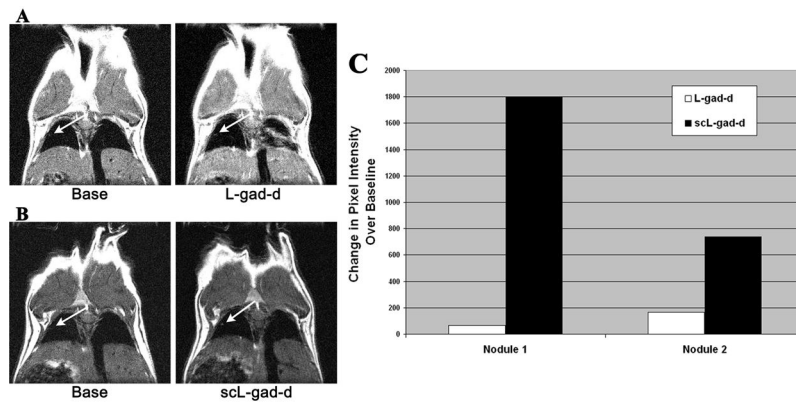 A
Base
L-gad-d
B
Base
scL-gad-d
C
Change in Pixel Intensity
Over Baseline
2000
1800
1600
1400
1200
1000
800
600
400
200
0
L-gad-d
scL-gad-d
Nodule 1
Nodule 2